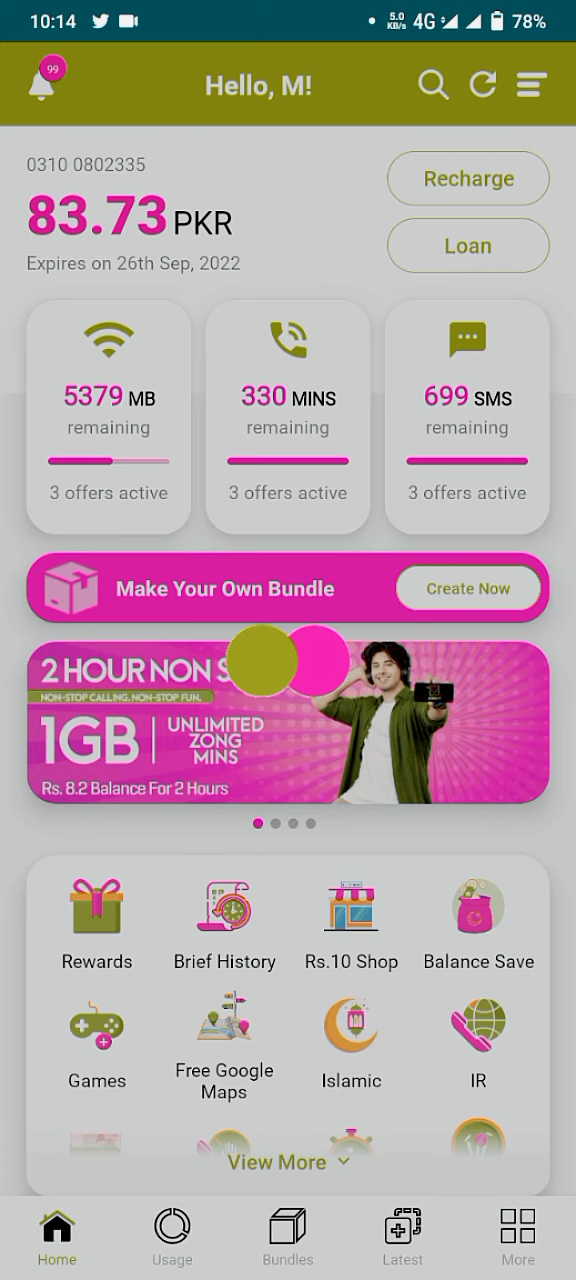 10:14
5.0
KB/s
4G
78%
99
Hello, M!
0310 0802335
Recharge
83.73 PKR
Loan
Expires on 26th Sep, 2022
5379 MB
remaining
3 offers active
330 MINS
remaining
3 offers active
699 SMS
remaining
3 offers active
Make Your Own Bundle
Create Now
2 HOUR NON S
NON-STOP CALLING. NON-STOP FUN.
1GB
UNLIMITED
ZONG
MINS
Rs. 8.2 Balance For 2 Hours
Rewards
Brief History
Rs.10 Shop
Balance Save
Games
Free Google
Maps
Islamic
IR
View More
Home
Usage
Bundles
Latest
More